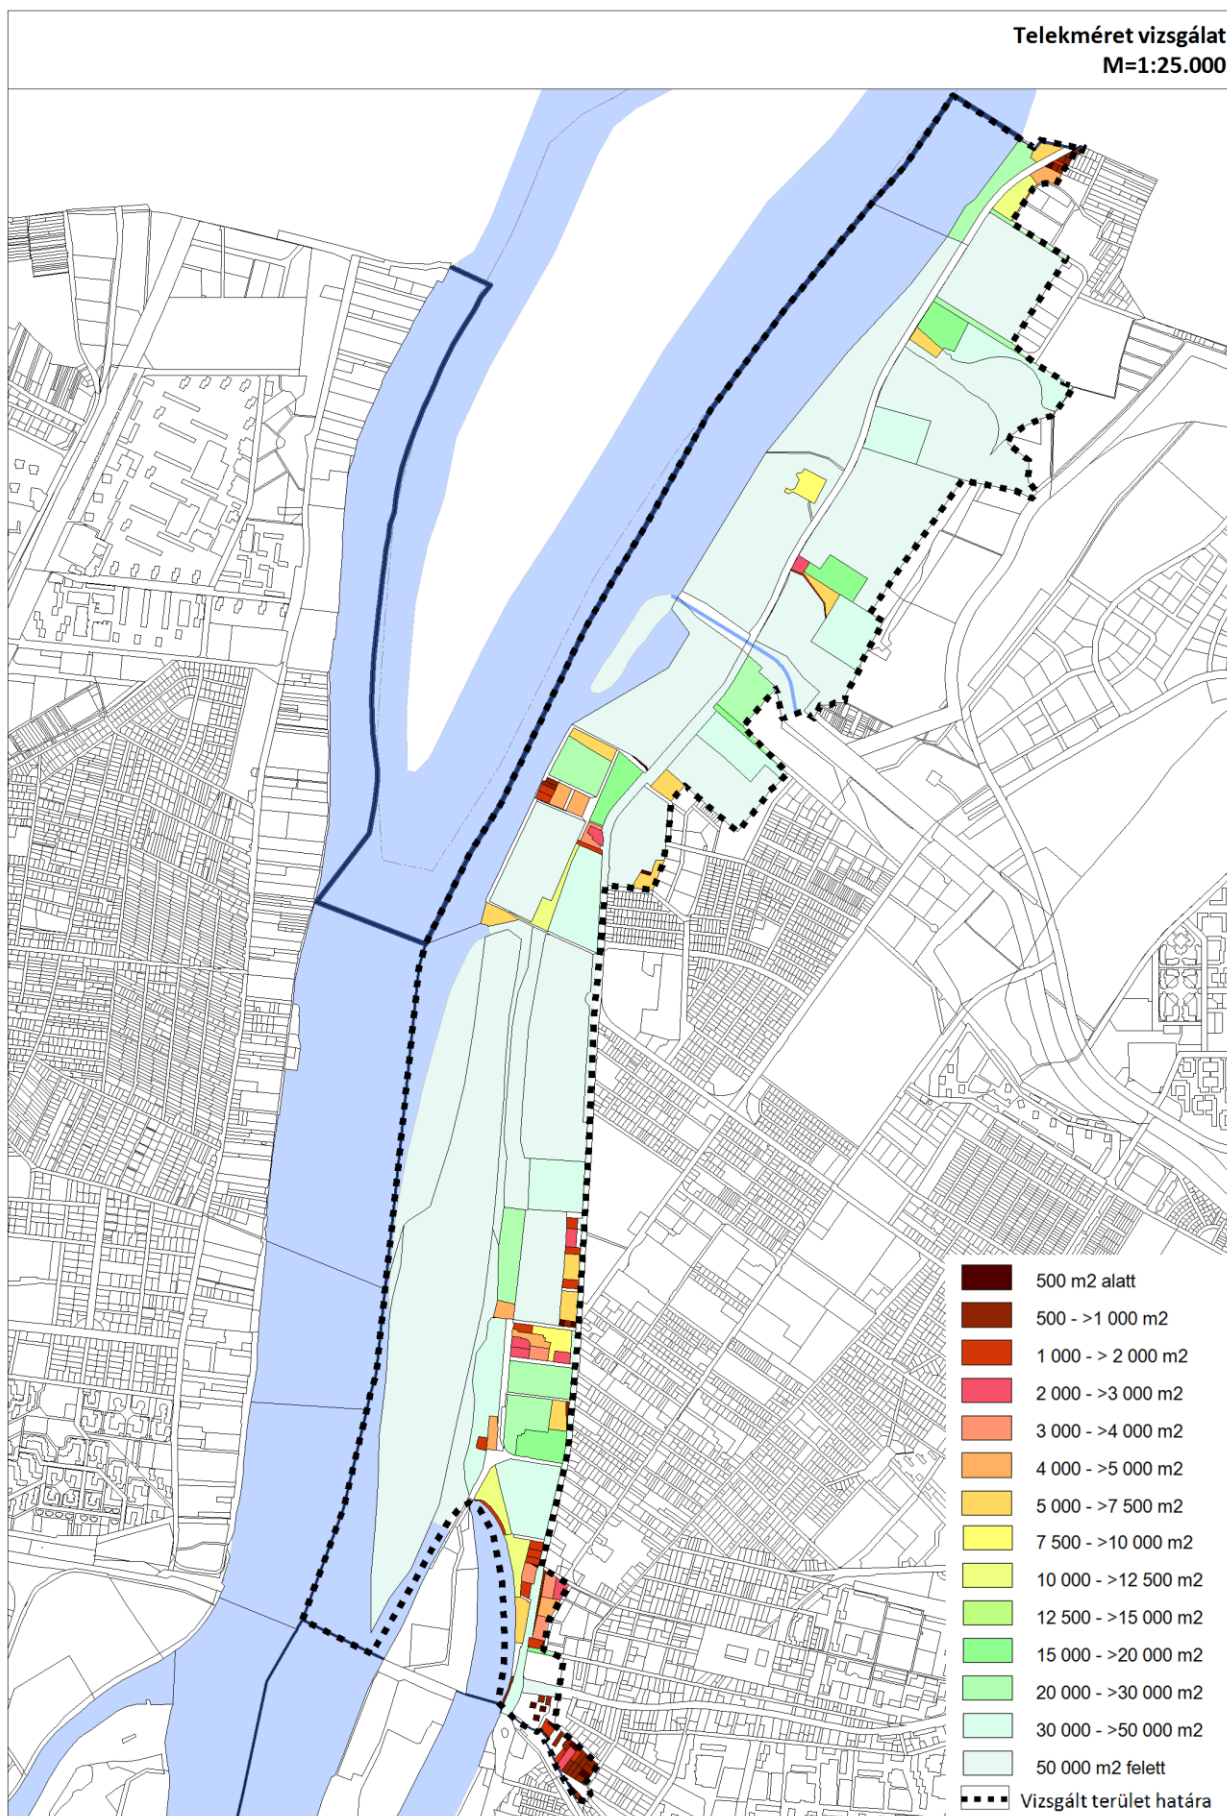 Telekméret vizsgálat
M=1:25.000
500 m2 alatt
500 - >1 000 m2
1 000 - > 2 000 m2
2 000 - >3 000 m2
3 000 - >4 000 m2
4 000 - >5 000 m2
5 000 - >7 500 m2
7 500 - >10 000 m2
10 000 - >12 500 m2
12 500 - >15 000 m2
15 000 - >20 000 m2
20 000 - >30 000 m2
30 000 - >50 000 m2
50 000 m2 felett
Vizsgált terület határa